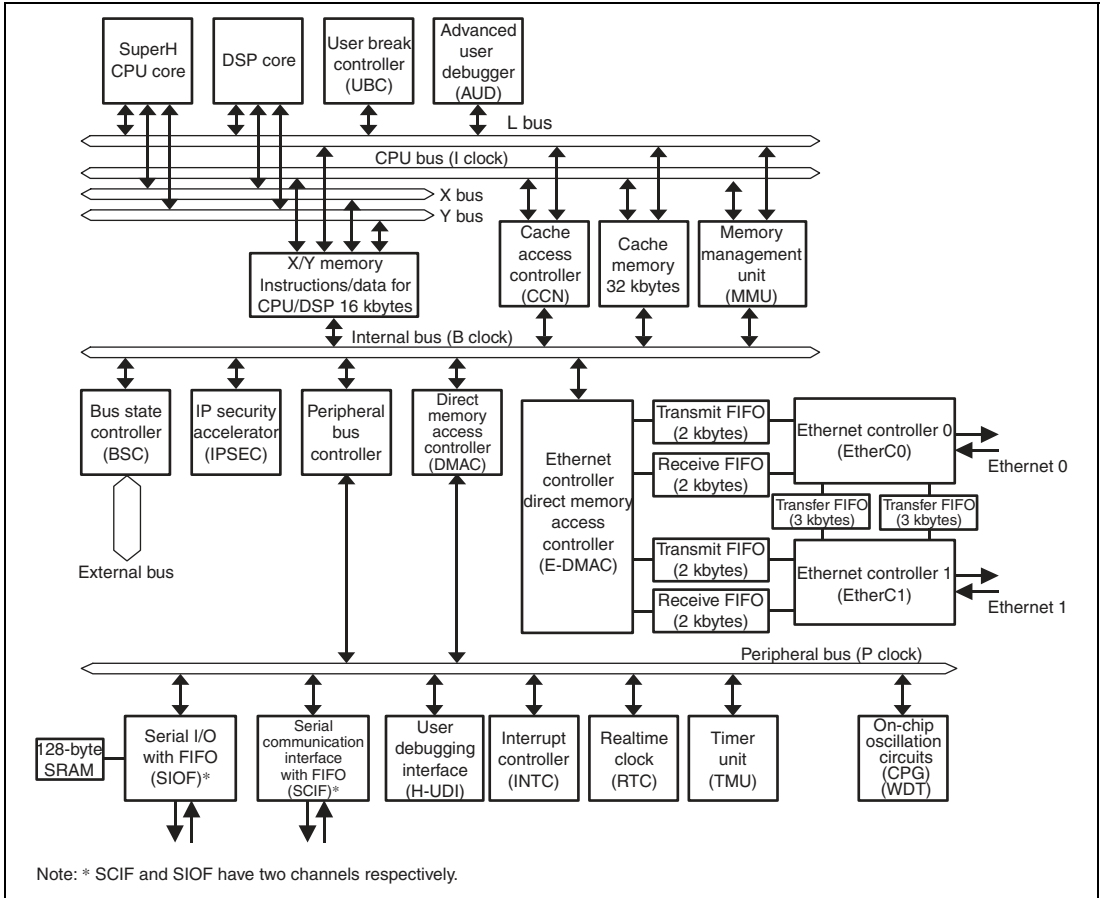 SuperH
CPU core
DSP core
User break
controller
(UBC)
Advanced
user
debugger
(AUD)
L bus
CPU bus (I clock)
X bus
Y bus
X/Y memory
Instructions/data for
CPU/DSP 16 kbytes
Cache
access
controller
(CCN)
Cache
memory
32 kbytes
Memory
management
unit
(MMU)
Internal bus (B clock)
Bus state
controller
(BSC)
IP security
accelerator
(IPSEC)
Peripheral
bus
controller
Direct
memory
access
controller
(DMAC)
External bus
Ethernet
controller
direct memory
access
controller
(E-DMAC)
Transmit FIFO
(2 kbytes)
Receive FIFO
(2 kbytes)
Ethernet controller 0
(EtherC0)
Ethernet 0
Transfer FIFO
(3 kbytes)
Transfer FIFO
(3 kbytes)
Transmit FIFO
(2 kbytes)
Receive FIFO
(2 kbytes)
Ethernet controller 1
(EtherC1)
Ethernet 1
Peripheral bus (P clock)
128-byte
SRAM
Serial I/O
with FIFO
(SIOF)*
Serial
communication
interface
with FIFO
(SCIF)*
User
debugging
interface
(H-UDI)
Interrupt
controller
(INTC)
Realtime
clock
(RTC)
Timer
unit
(TMU)
On-chip
oscillation
circuits
(CPG)
(WDT)
Note: * SCIF and SIOF have two channels respectively.